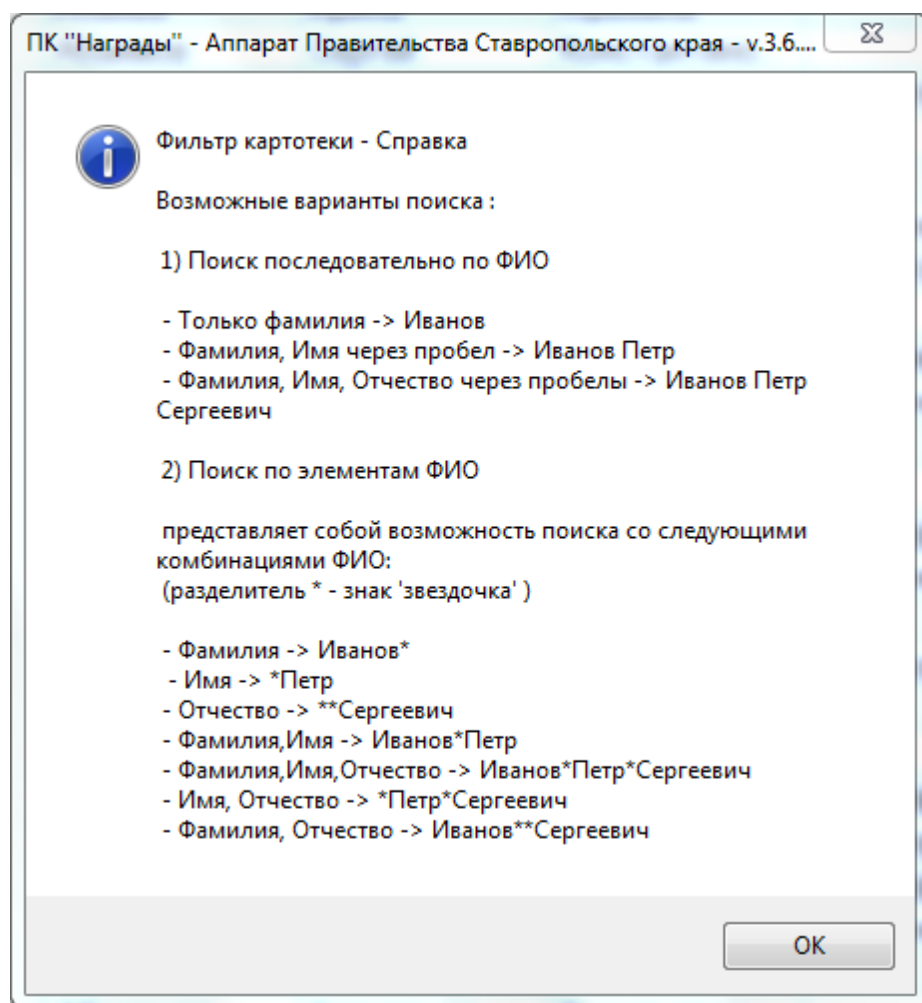 ПК "Награды" - Аппарат Правительства Ставропольского края - v.3.6....
Фильтр картотеки - Справка
Возможные варианты поиска :
1) Поиск последовательно по ФИО
- Только фамилия -> Иванов
- Фамилия, Имя через пробел -> Иванов Петр
- Фамилия, Имя, Отчество через пробелы -> Иванов Петр
Сергеевич
2) Поиск по элементам ФИО
представляет собой возможность поиска со следующими
комбинациями ФИО:
(разделитель * - знак 'звездочка' )
- Фамилия -> Иванов*
- Имя -> *Петр
- Отчество -> **Сергеевич
- Фамилия,Имя -> Иванов*Петр
- Фамилия,Имя,Отчество -> Иванов*Петр*Сергеевич
- Имя, Отчество -> *Петр*Сергеевич
- Фамилия, Отчество -> Иванов**Сергеевич
OK